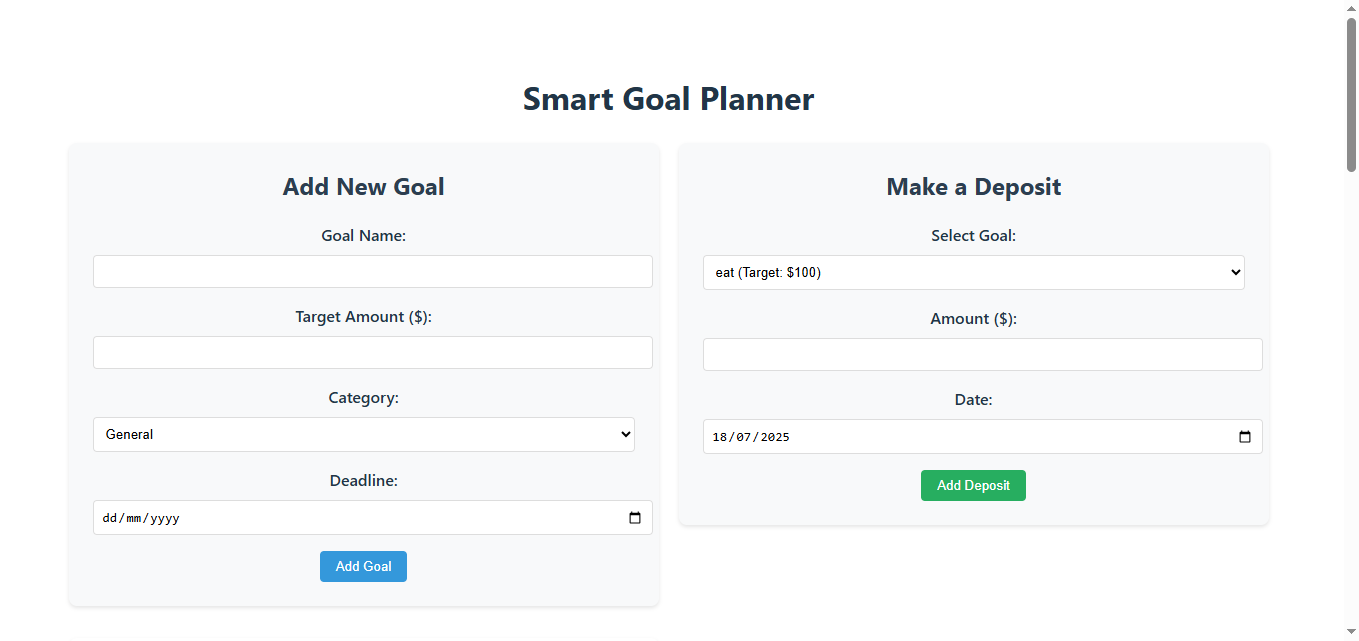 Smart Goal Planner
Add New Goal
Goal Name:
Target Amount ($):
Category:
General
Deadline:
dd/mm/yyyy
Add Goal
Make a Deposit
Select Goal:
eat (Target: $100)
Amount ($):
Date:
18/07/2025
Add Deposit